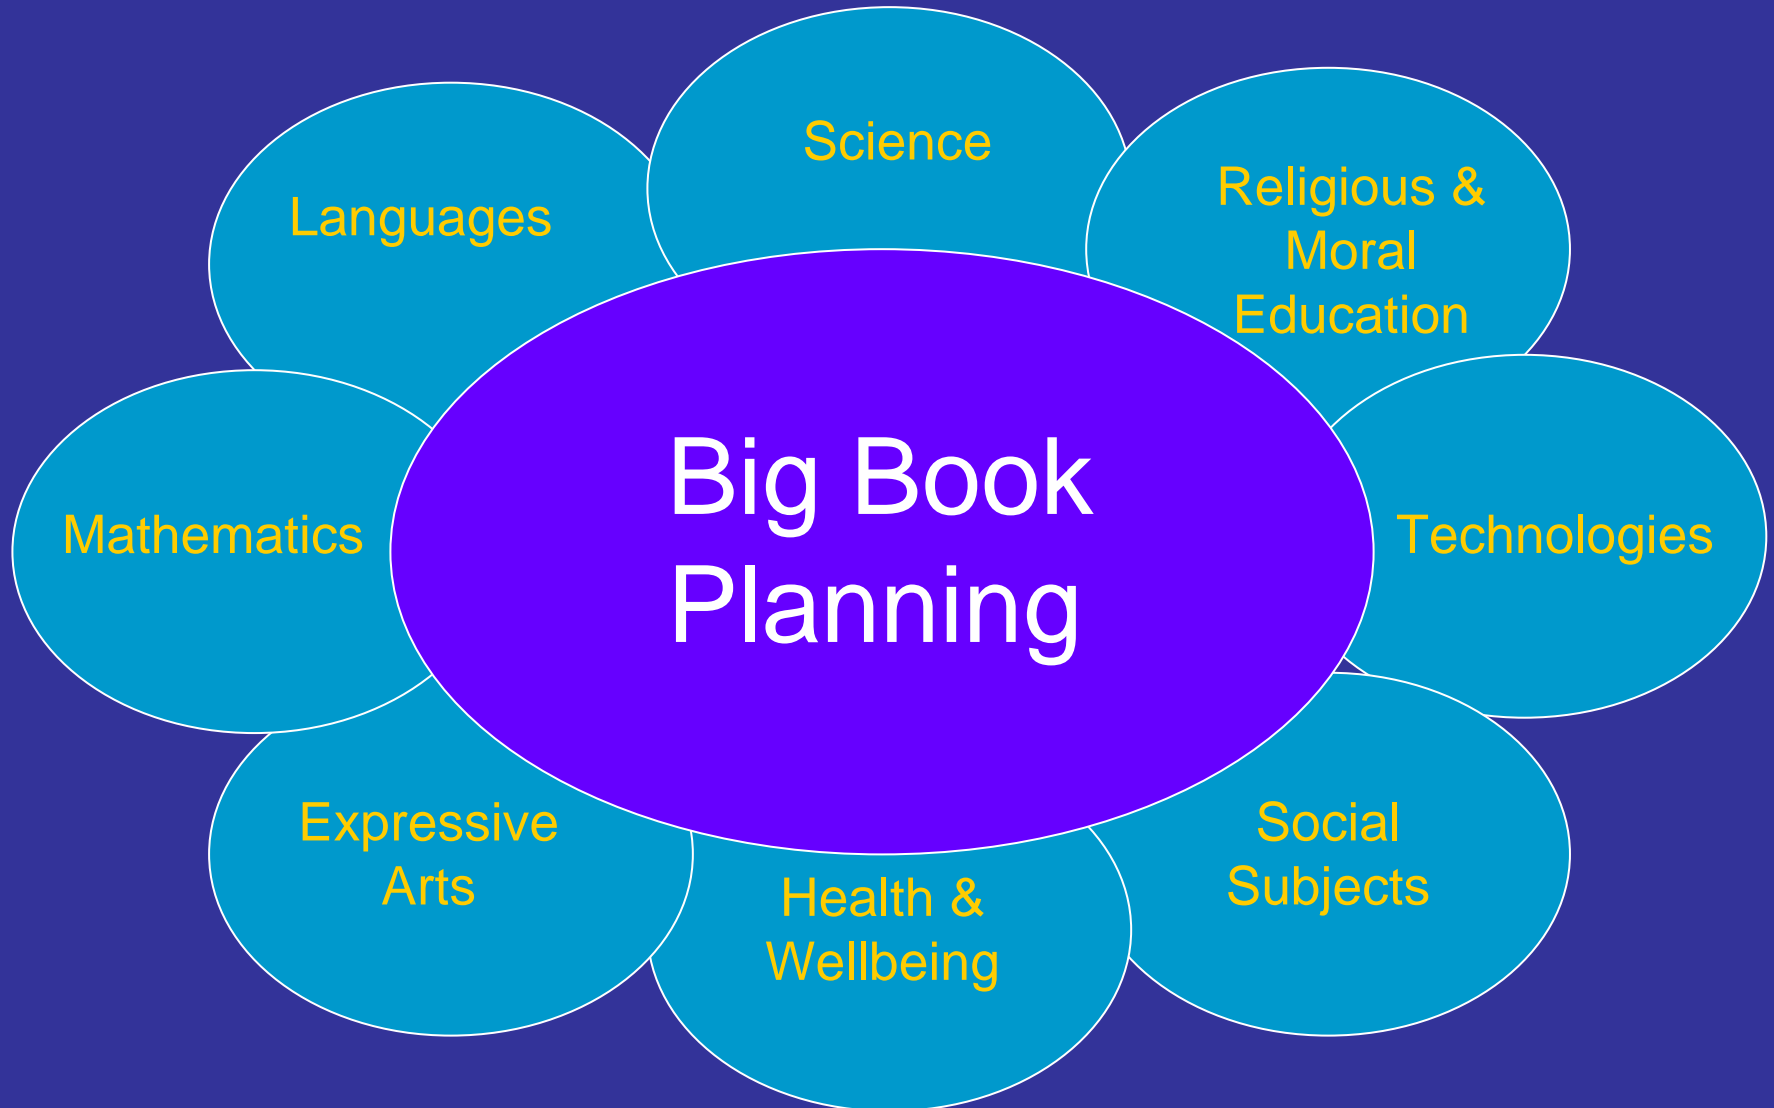 Science
Languages
Religious &
Moral
Education
Big Book
Planning
Mathematics
Technologies
Expressive
Arts
Social
Subjects
Health &
Wellbeing